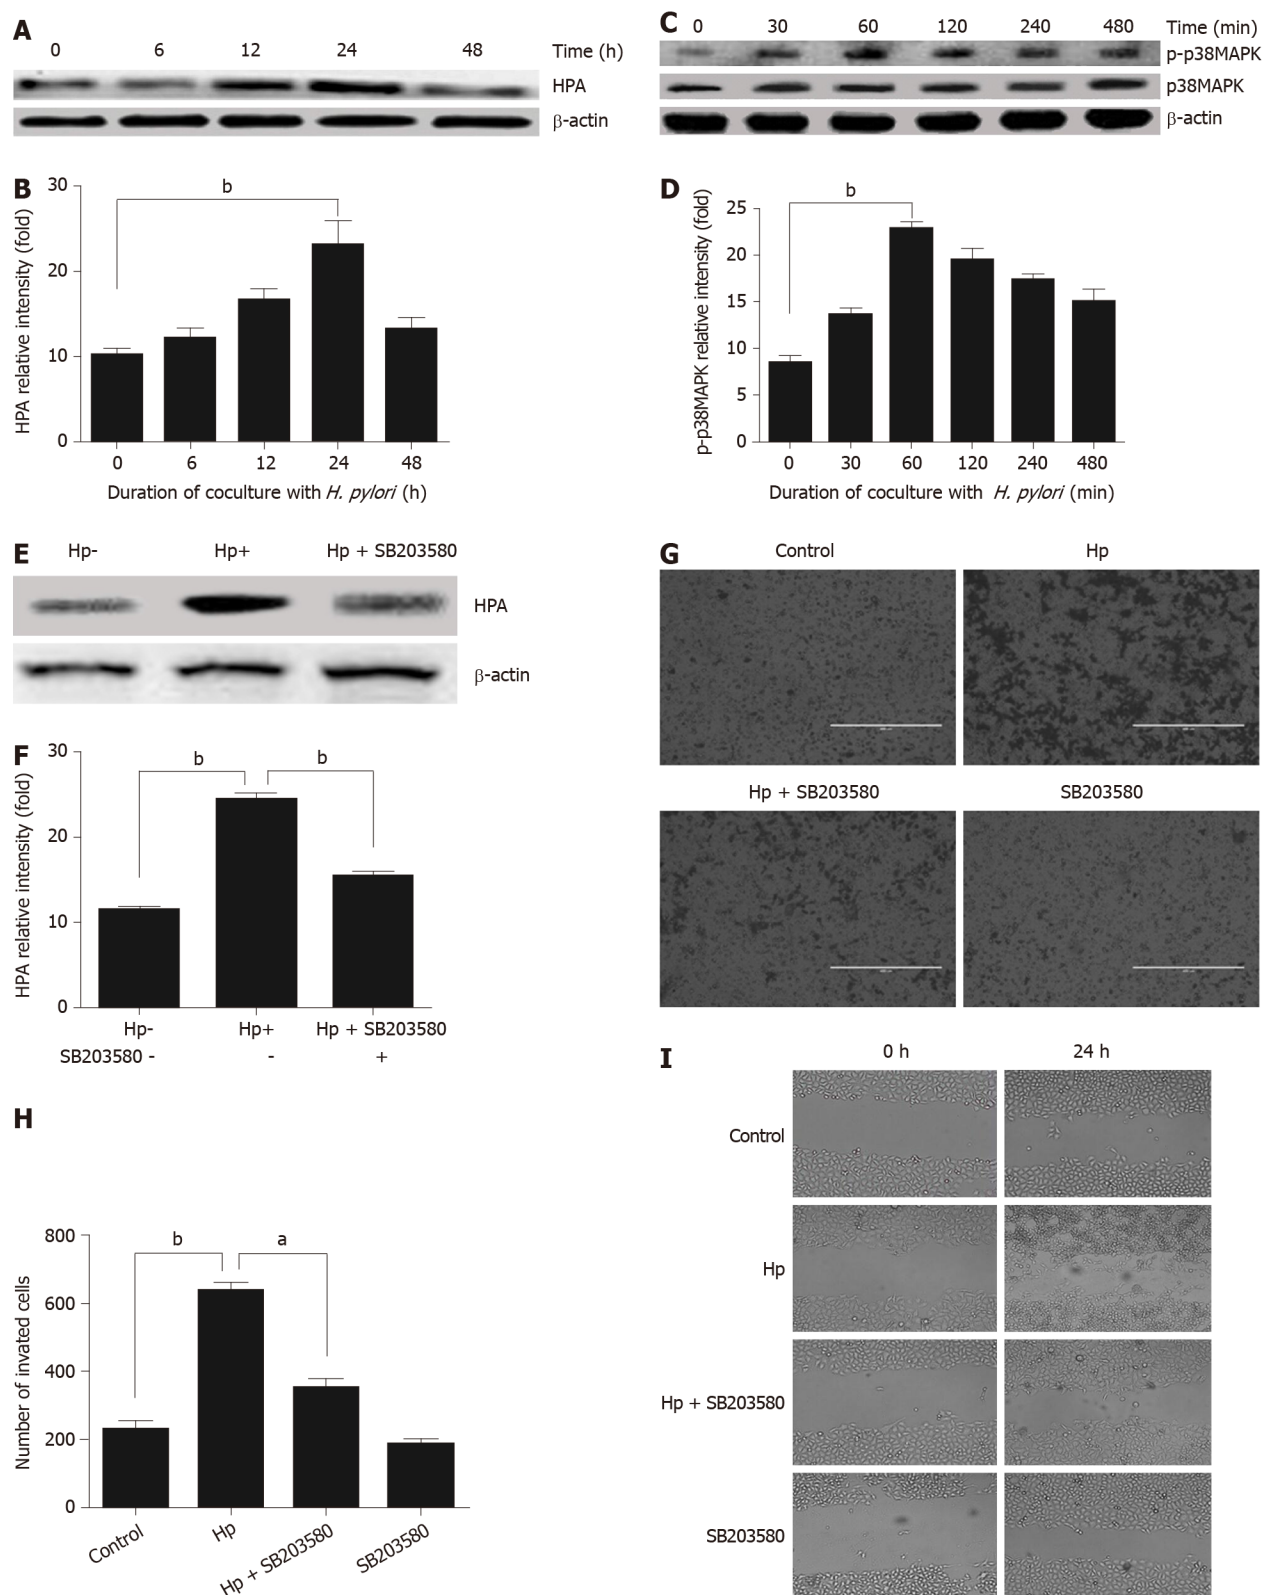 A
0 6 12 24 48 Time (h)
HPA
β-actin
B
HPA relative intensity (fold)
30
20
10
0
b
0 6 12 24 48
Duration of coculture with H. pylori (h)
C
0 30 60 120 240 480 Time (min)
p-p38MAPK
p38MAPK
β-actin
D
p-p38MAPK relative intensity (fold)
25
20
15
10
5
0
b
0 30 60 120 240 480
Duration of coculture with H. pylori (min)
E
Hp- Hp+ Hp + SB203580
HPA
β-actin
F
HPA relative intensity (fold)
30
20
10
0
b b
Hp- Hp+ Hp + SB203580
SB203580 - - +
G
Control Hp
Hp + SB203580 SB203580
H
Number of invated cells
800
600
400
200
0
b a
Control
Hp
Hp + SB203580
SB203580
I
0 h 24 h
Control
Hp
Hp + SB203580
SB203580